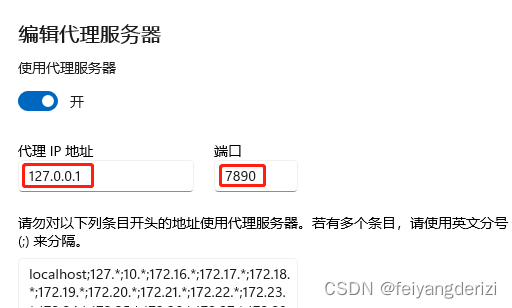 编辑代理服务器
使用代理服务器
开
代理 IP 地址 端口
127.0.0.1 7890
请勿对以下列条目开头的地址使用代理服务器。若有多个条目，请使用英文分号
(;) 来分隔。
localhost;127.*;10.*;172.16.*;172.17.*;172.18.
*;172.19.*;172.20.*;172.21.*;172.22.*;172.23.
CSDN @feiyangderizi